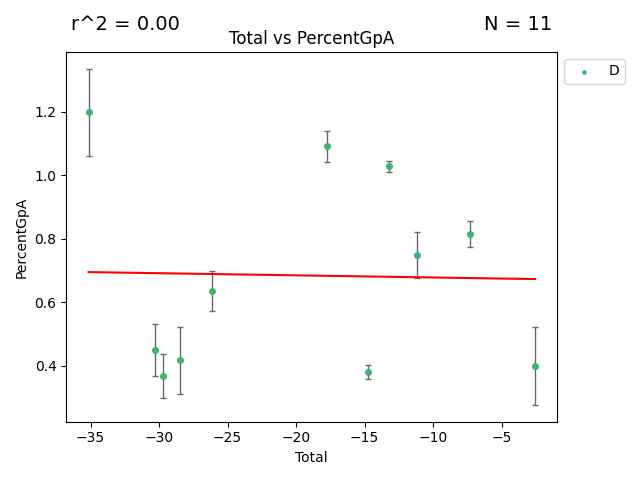 r^2 = 0.00
N = 11
Total vs PercentGpA
D
PercentGpA
1.2
1.0
0.8
0.6
0.4
−35 −30 −25 −20 −15 −10 −5
Total